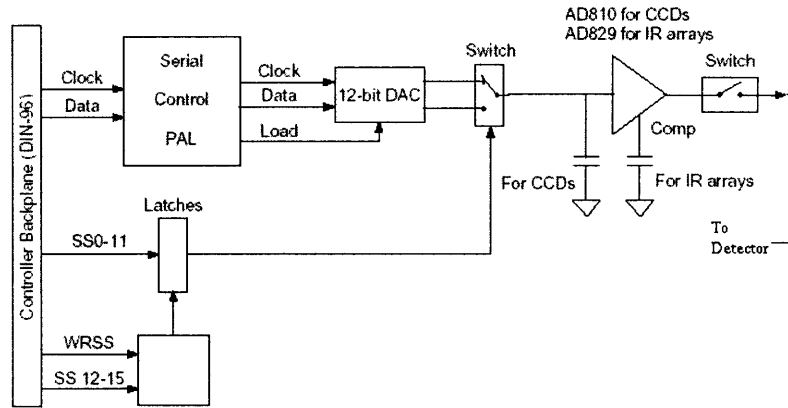 AD810 for CCDs
AD829 for IR arrays
Switch
Switch
Clock
Data
Serial
Control
PAL
Clock
Data
Load
12-bit DAC
Comp
For CCDs
For IR arrays
Latches
SS0-11
To
Detector
WRSS
SS 12-15
Controller Backplane (DIN-96)